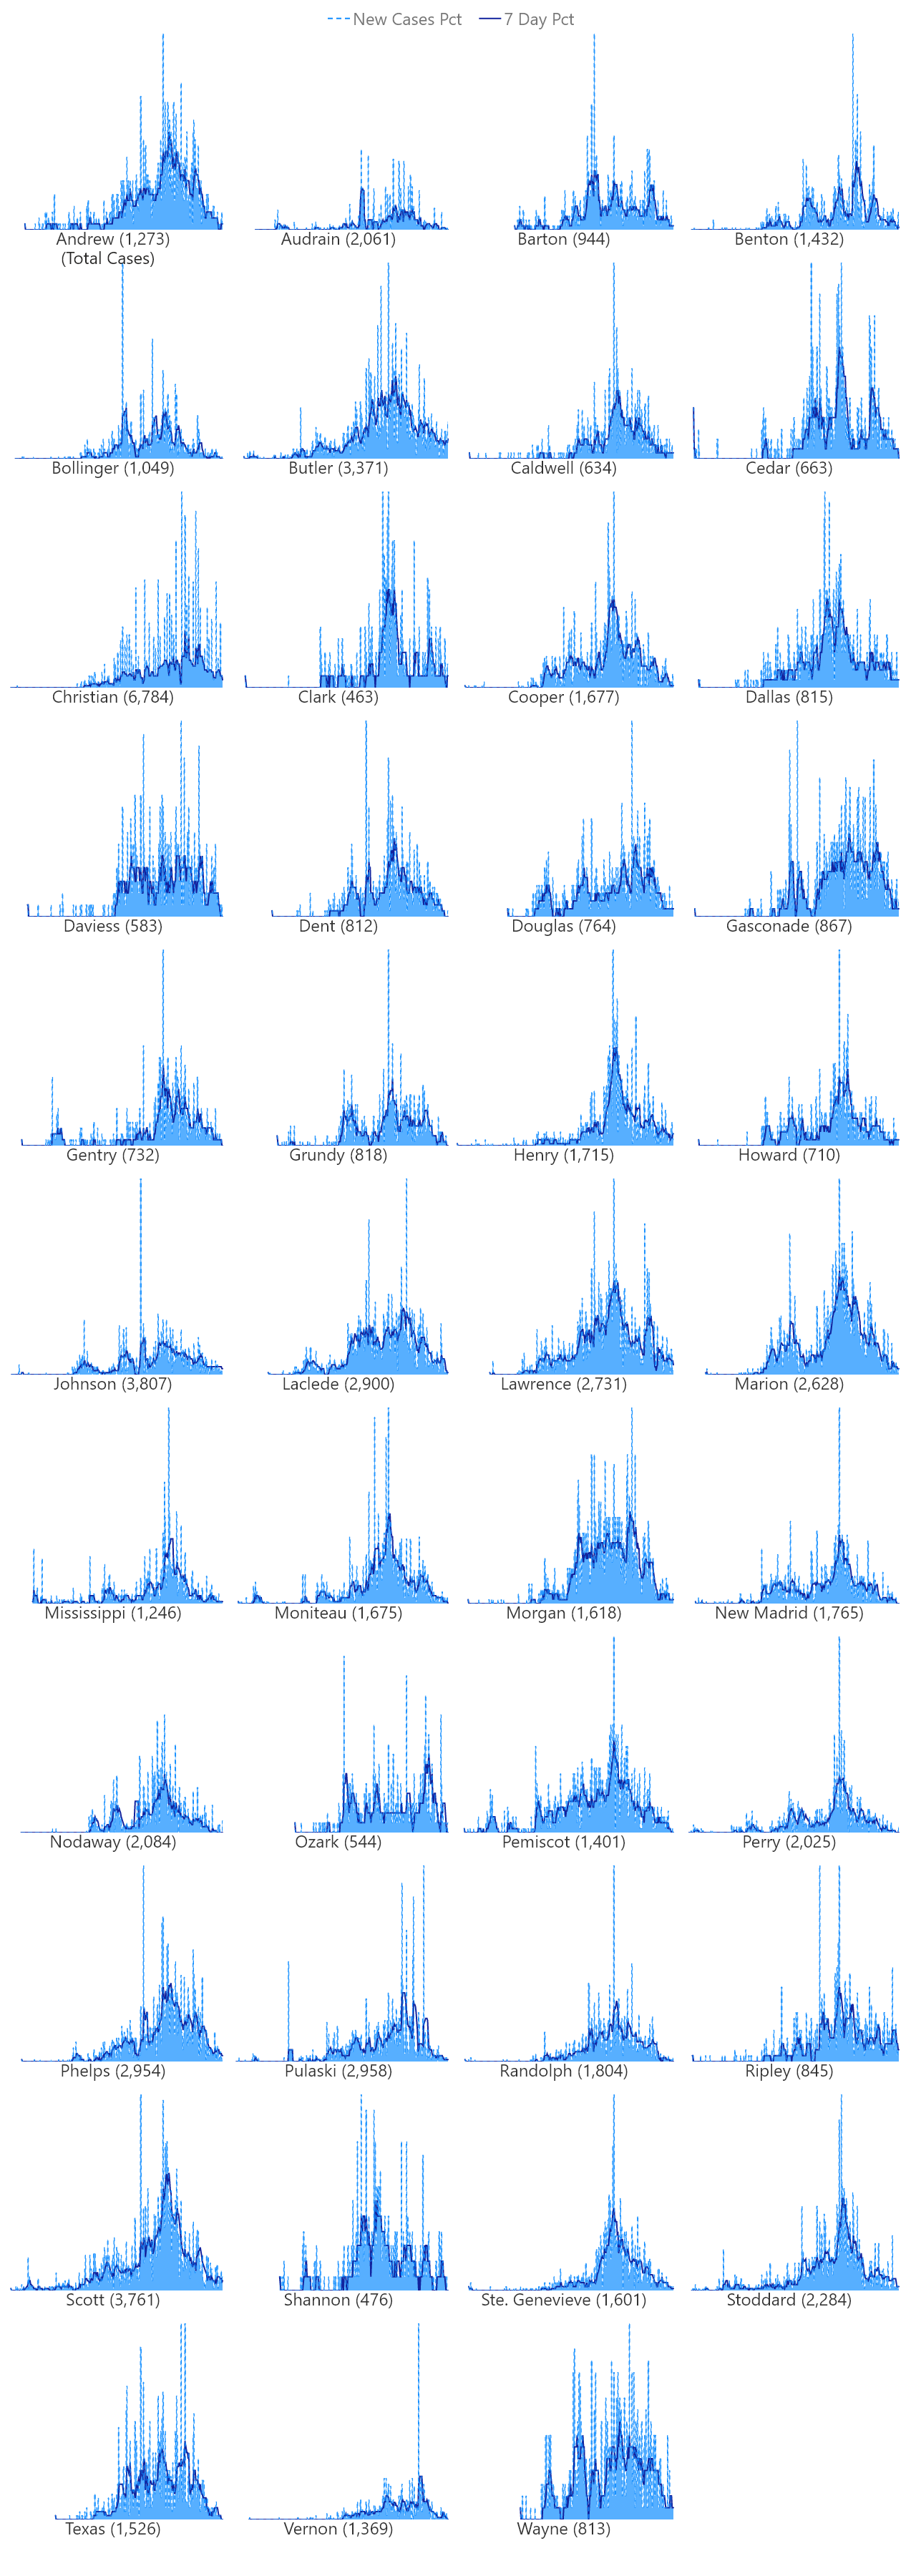 New Cases Pct 7 Day Pct
Andrew (1,273) Audrain (2,061) Barton (944) Benton (1,432)
(Total Cases)
Bollinger (1,049) Butler (3,371) Caldwell (634) Cedar (663)
Christian (6,784) Clark (463) Cooper (1,677) Dallas (815)
Daviess (583) Dent (812) Douglas (764) Gasconade (867)
Gentry (732) Grundy (818) Henry (1,715) Howard (710)
Johnson (3,807) Laclede (2,900) Lawrence (2,731) Marion (2,628)
Mississippi (1,246) Moniteau (1,675) Morgan (1,618) New Madrid (1,765)
Nodaway (2,084) Ozark (544) Pemiscot (1,401) Perry (2,025)
Phelps (2,954) Pulaski (2,958) Randolph (1,804) Ripley (845)
Scott (3,761) Shannon (476) Ste. Genevieve (1,601) Stoddard (2,284)
Texas (1,526) Vernon (1,369) Wayne (813)